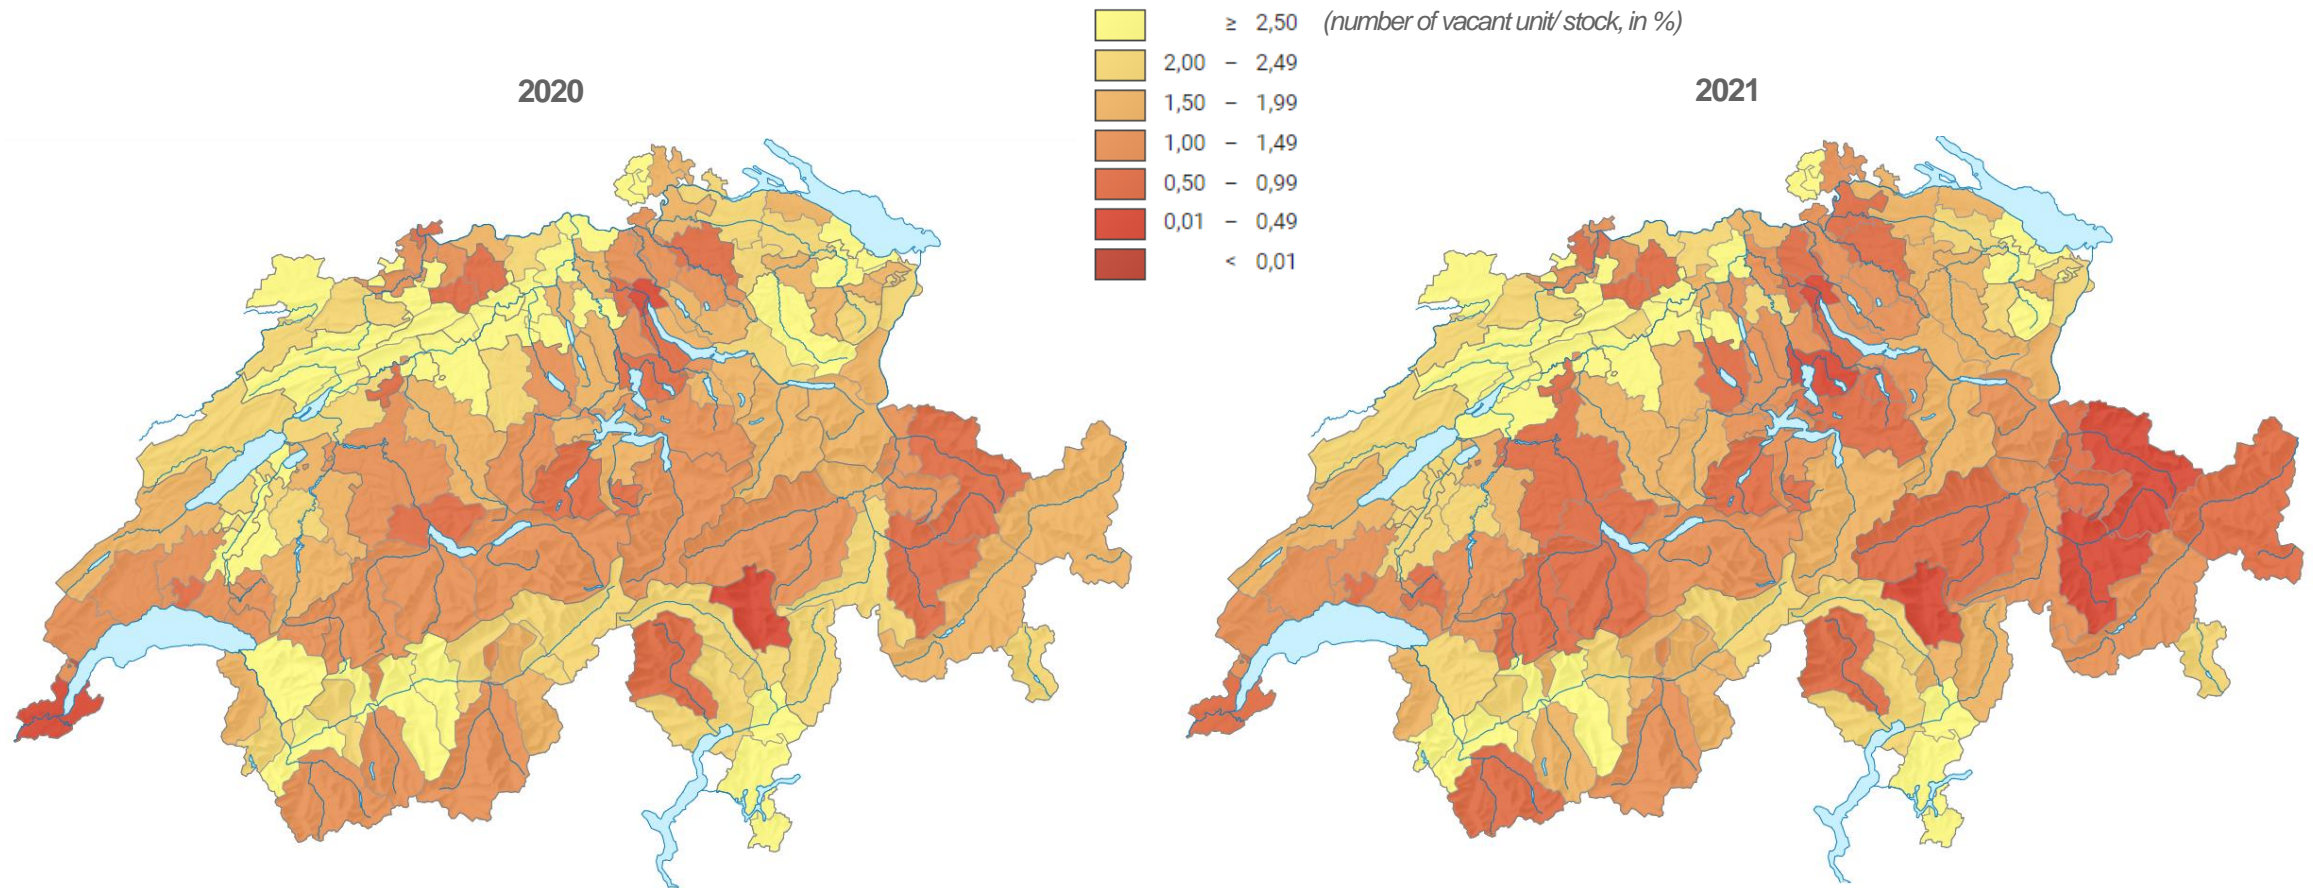 ≥ 2,50 (number of vacant unit/ stock, in %)
2,00 – 2,49
1,50 – 1,99
1,00 – 1,49
0,50 – 0,99
0,01 – 0,49
< 0,01
2020
2021